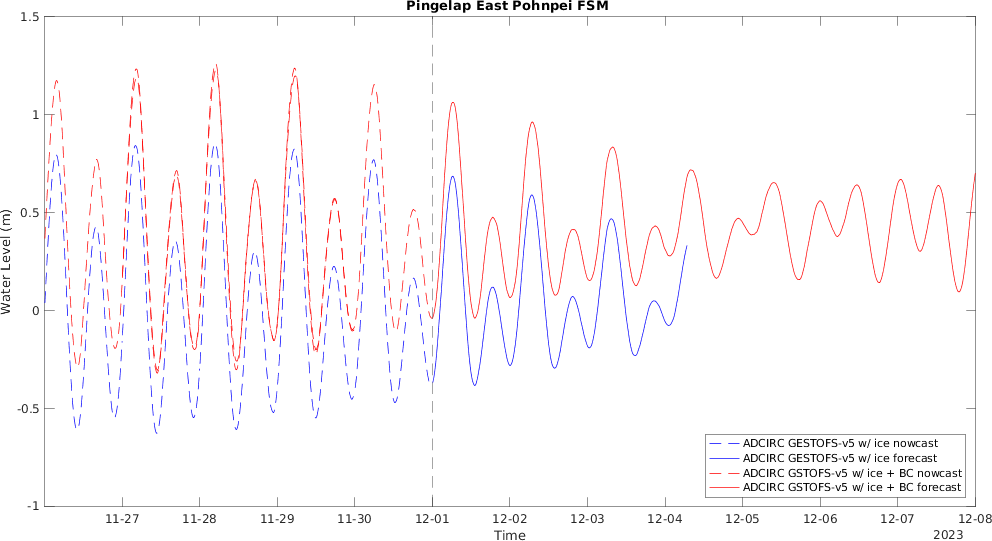 Pingelap East Pohnpei FSM
1.5
1
0.5
0
-0.5
-1
Water Level (m)
11-27
11-28
11-29
11-30
12-01
12-02
12-03
12-04
12-05
12-06
12-07
12-08
Time
2023
ADCIRC GESTOFS-v5 w/ ice nowcast
ADCIRC GESTOFS-v5 w/ ice forecast
ADCIRC GSTOFS-v5 w/ ice + BC nowcast
ADCIRC GSTOFS-v5 w/ ice + BC forecast